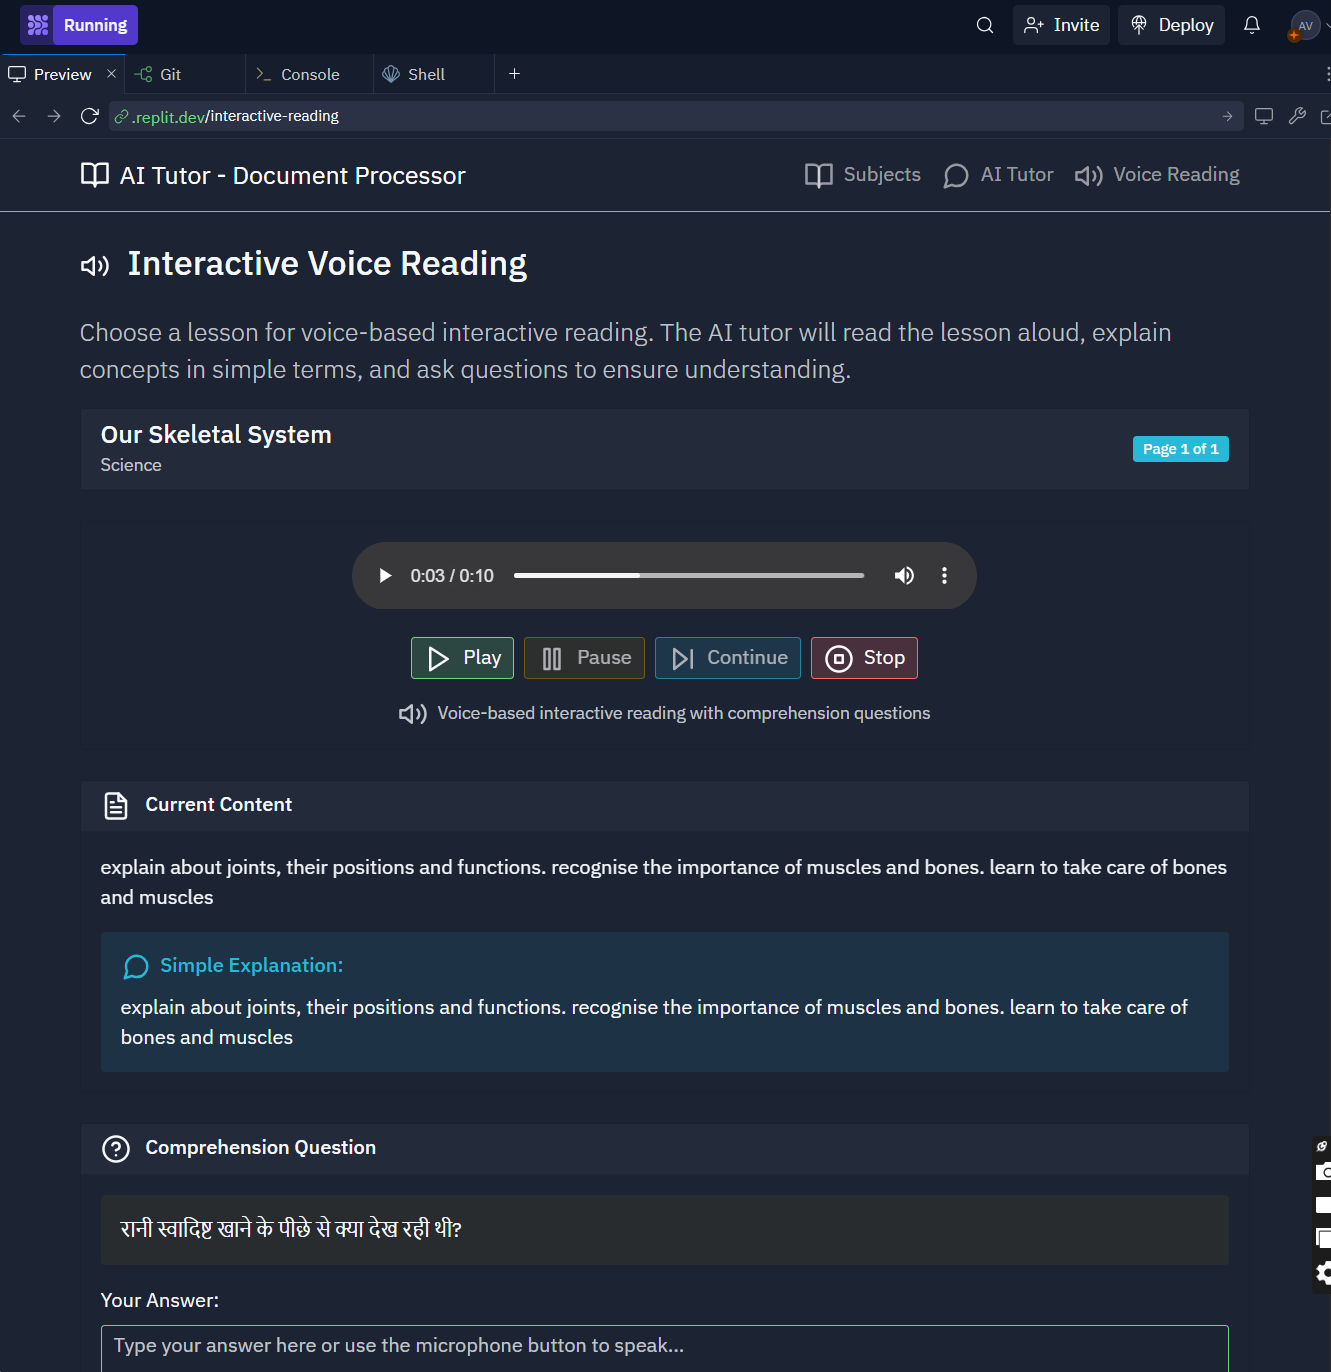 Running
Invite
Deploy
AV
Preview
Git
Console
Shell
.replit.dev/interactive-reading
AI Tutor - Document Processor
Subjects
AI Tutor
Voice Reading
Interactive Voice Reading
Choose a lesson for voice-based interactive reading. The AI tutor will read the lesson aloud, explain
concepts in simple terms, and ask questions to ensure understanding.
Our Skeletal System
Science
Page 1 of 1
0:03 / 0:10
Play
Pause
Continue
Stop
Voice-based interactive reading with comprehension questions
Current Content
explain about joints, their positions and functions. recognise the importance of muscles and bones. learn to take care of bones
and muscles
Simple Explanation:
explain about joints, their positions and functions. recognise the importance of muscles and bones. learn to take care of
bones and muscles
Comprehension Question
रानी स्वादिष्ट खाने के पीछे से क्या देख रही थी?
Your Answer:
Type your answer here or use the microphone button to speak...